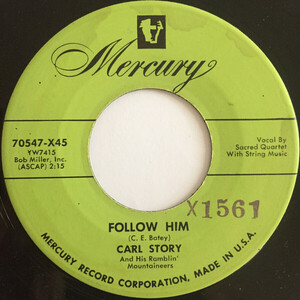 Mercury
70547-X45
YW7415
Bob Miller, Inc.
(ASCAP) 2:15
Vocal By
Sacred Quartet
With String Music
X1561
FOLLOW HIM
(C. E. Botey)
CARL STORY
And His Ramblin'
Mountaineers
MERCURY RECORD CORPORATION, MADE IN U.S.A.